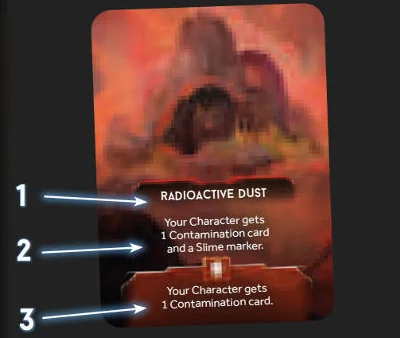 1
RADIOACTIVE DUST
Your Character gets
1 Contamination card
2
and a Slime marker.
Your Character gets
3
1 Contamination card.